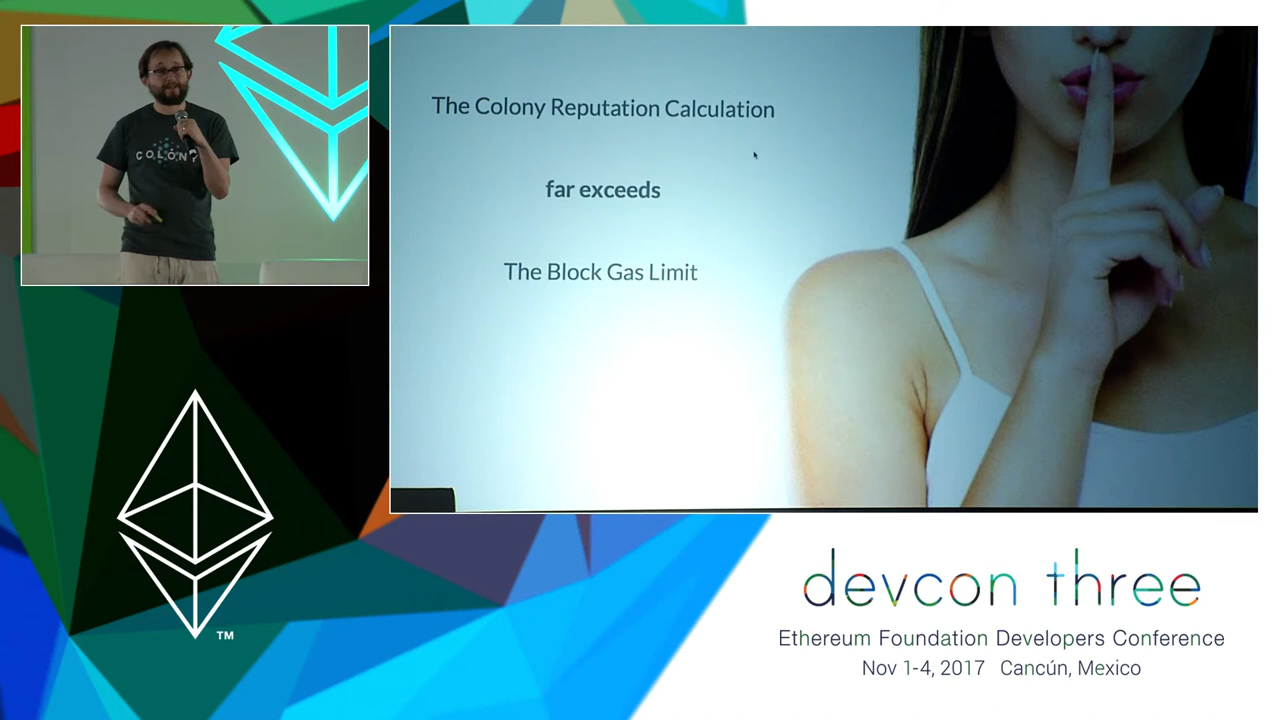 COLONY
The Colony Reputation Calculation
far exceeds
The Block Gas Limit
TM
devcon three
Ethereum Foundation Developers Conference
Nov 1-4, 2017 Cancún, Mexico